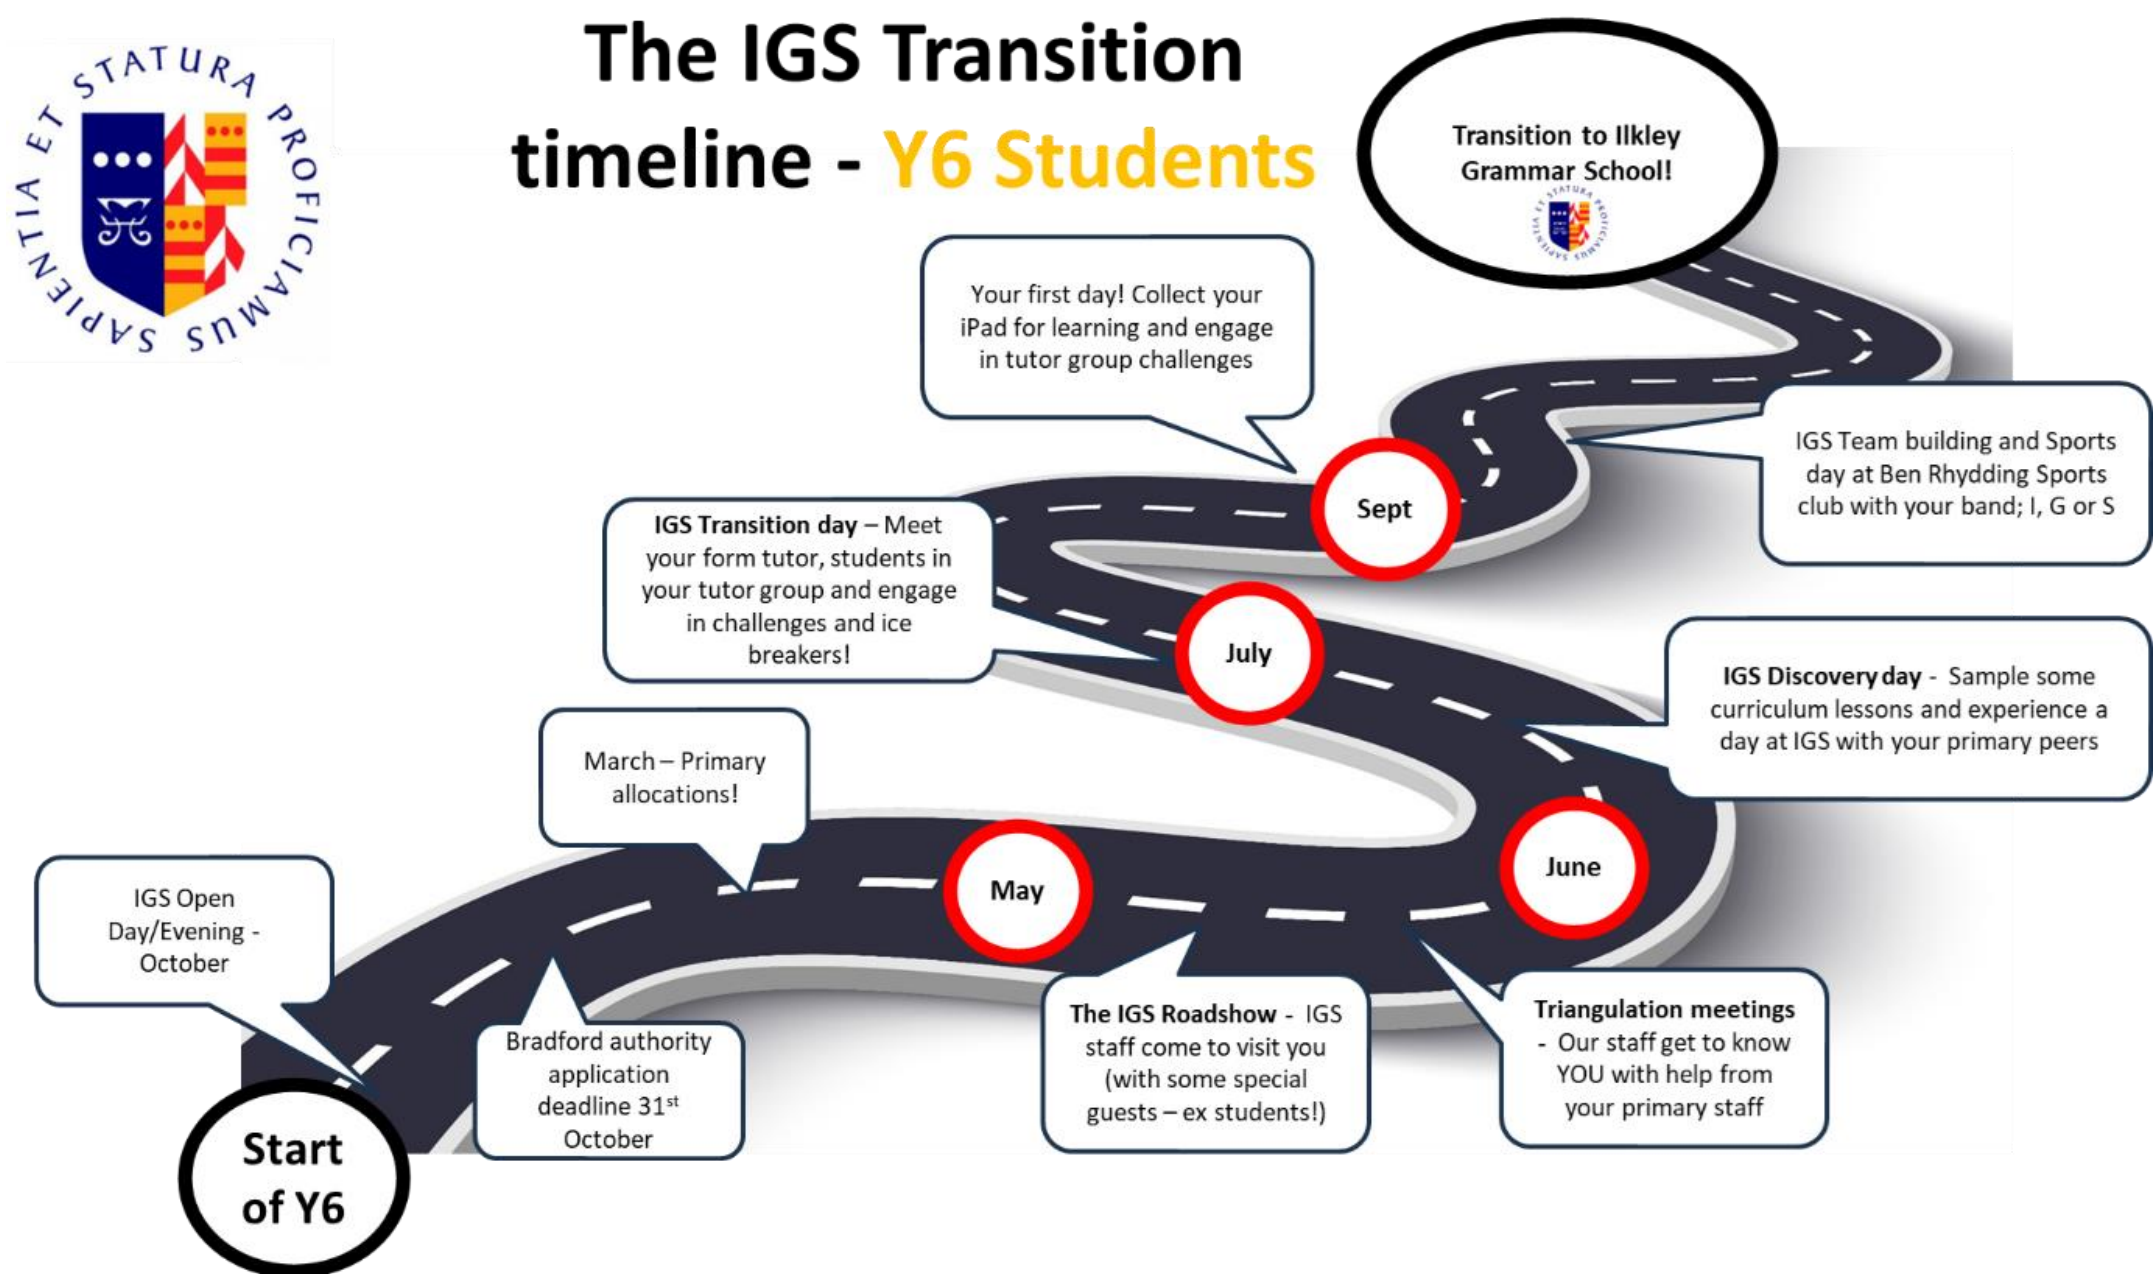 SAPIENTIA ET STATURA PROFICIAMUS
The IGS Transition
timeline - Y6 Students
Transition to Ilkley
Grammar School!
SAPIENTIA ET STATURA PROFICIAMUS
Your first day! Collect your
iPad for learning and engage
in tutor group challenges
IGS Team building and Sports
day at Ben Rhydding Sports
club with your band; I, G or S
Sept
IGS Transition day – Meet
your form tutor, students in
your tutor group and engage
in challenges and ice
breakers!
July
IGS Discovery day - Sample some
curriculum lessons and experience a
day at IGS with your primary peers
March – Primary
allocations!
May
June
IGS Open
Day/Evening -
October
Bradford authority
application
deadline 31st
October
The IGS Roadshow - IGS
staff come to visit you
(with some special
guests – ex students!)
Triangulation meetings
- Our staff get to know
YOU with help from
your primary staff
Start
of Y6